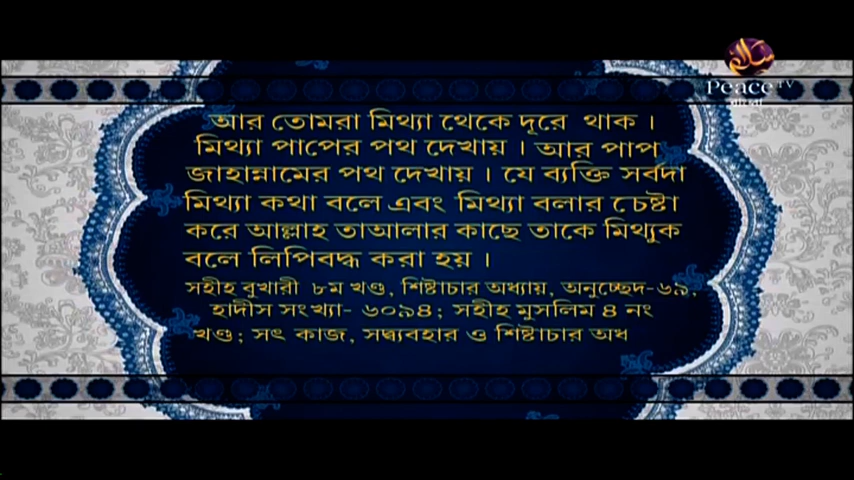 Peace TV
বাংলা
আর তোমরা মিথ্যা থেকে দূরে থাক ।
মিথ্যা পাপের পথ দেখায় । আর পাপ
জাহান্নামের পথ দেখায় । যে ব্যক্তি সর্বদা
মিথ্যা কথা বলে এবং মিথ্যা বলার চেষ্টা
করে আল্লাহ তাআলার কাছে তাকে মিথ্যুক
বলে লিপিবদ্ধ করা হয় ।
সহীহ বুখারী ৮ম খণ্ড, শিষ্টাচার অধ্যায়, অনুচ্ছেদ-৬৯,
হাদীস সংখ্যা- ৬০৯৪; সহীহ মুসলিম ৪ নং
খণ্ড; সৎ কাজ, সদ্ব্যবহার ও শিষ্টাচার অধ